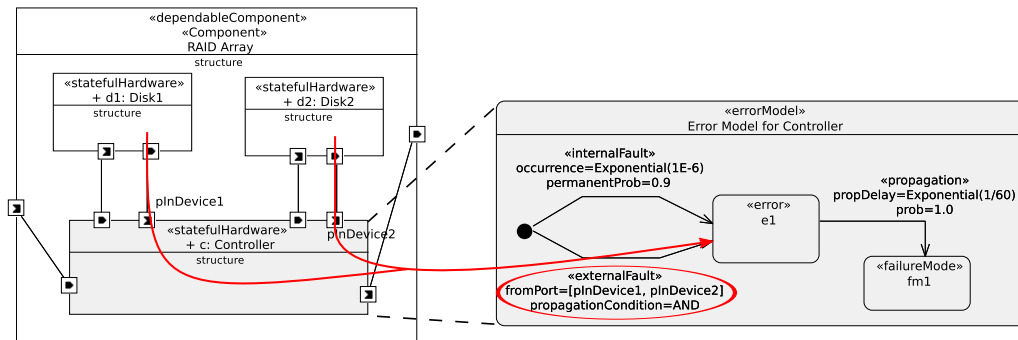 «dependableComponent»
«Component»
RAID Array
structure
«statefulHardware»
+ d1: Disk1
structure
«statefulHardware»
+ d2: Disk2
structure
pInDevice1
pInDevice2
«statefulHardware»
+ c: Controller
structure
«errorModel»
Error Model for Controller
«internalFault»
occurrence=Exponential(1E-6)
permanentProb=0.9
«error»
e1
«propagation»
propDelay=Exponential(1/60)
prob=1.0
«externalFault»
fromPort=[pInDevice1, pInDevice2]
propagationCondition=AND
«failureMode»
fm1